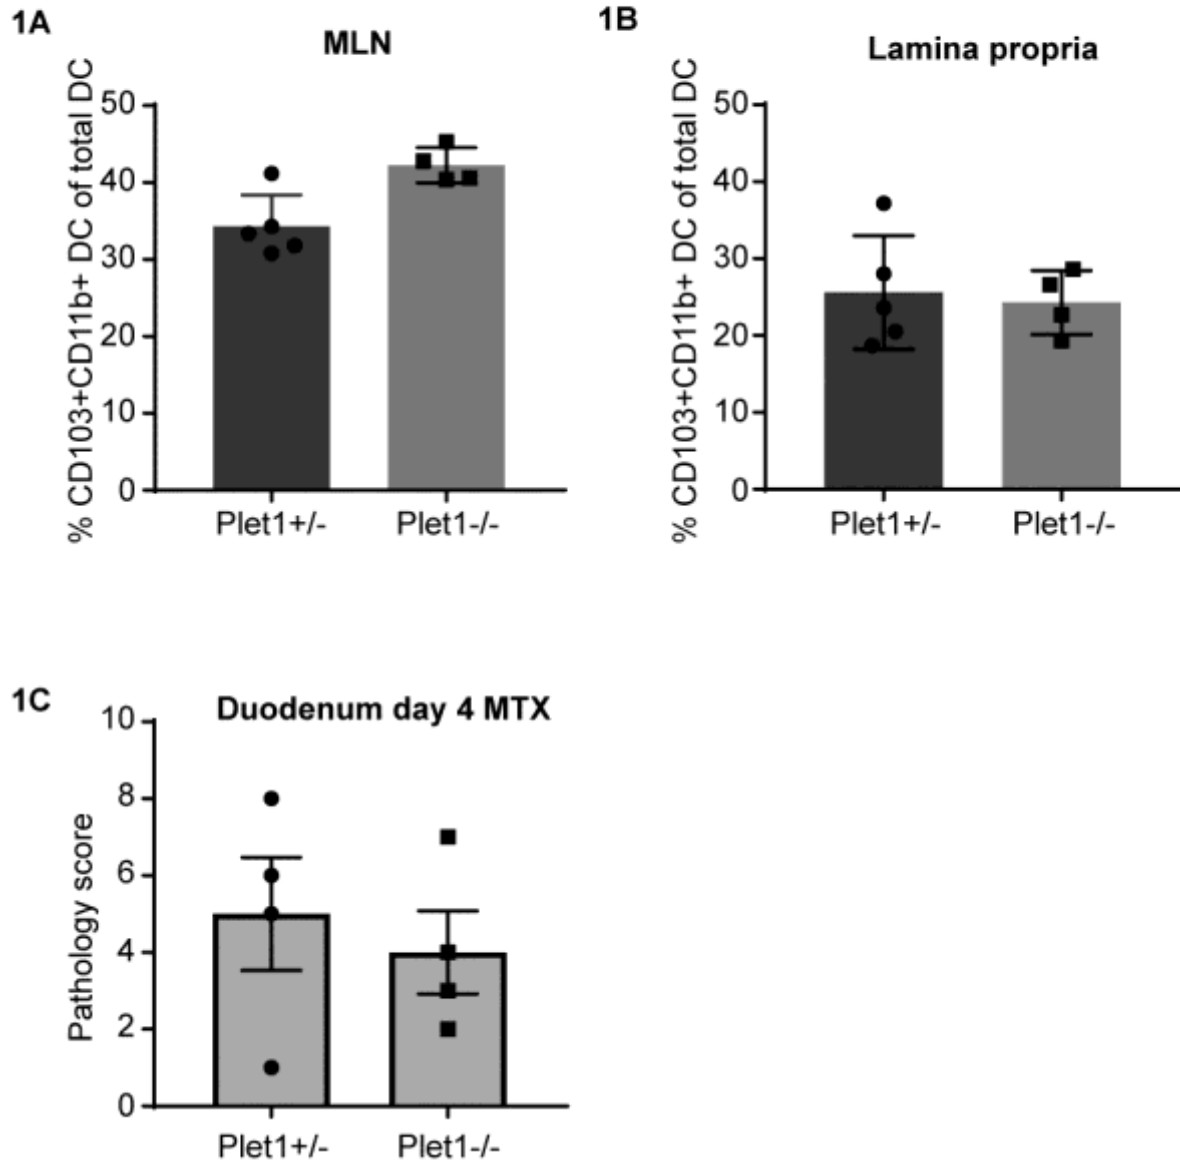 1A
MLN
% CD103+CD11b+ DC of total DC
50
40
30
20
10
0
Plet1+/-
Plet1-/-
1B
Lamina propria
% CD103+CD11b+ DC of total DC
50
40
30
20
10
0
Plet1+/-
Plet1-/-
1C
Duodenum day 4 MTX
Pathology score
10
8
6
4
2
0
Plet1+/-
Plet1-/-